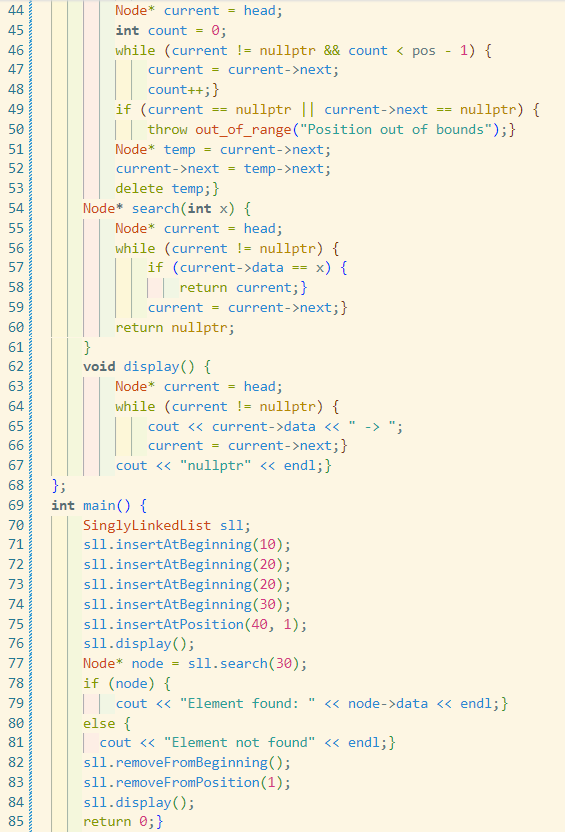 44 Node* current = head;
45 int count = 0;
46 while (current != nullptr && count < pos - 1) {
47 current = current->next;
48 count++;}
49 if (current == nullptr || current->next == nullptr) {
50 throw out_of_range("Position out of bounds");}
51 Node* temp = current->next;
52 current->next = temp->next;
53 delete temp;}
54 Node* search(int x) {
55 Node* current = head;
56 while (current != nullptr) {
57 if (current->data == x) {
58 return current;}
59 current = current->next;}
60 return nullptr;
61 }
62 void display() {
63 Node* current = head;
64 while (current != nullptr) {
65 cout << current->data << " -> ";
66 current = current->next;}
67 cout << "nullptr" << endl;}
68 };
69 int main() {
70 SinglyLinkedList sll;
71 sll.insertAtBeginning(10);
72 sll.insertAtBeginning(20);
73 sll.insertAtBeginning(20);
74 sll.insertAtBeginning(30);
75 sll.insertAtPosition(40, 1);
76 sll.display();
77 Node* node = sll.search(30);
78 if (node) {
79 cout << "Element found: " << node->data << endl;}
80 else {
81 cout << "Element not found" << endl;}
82 sll.removeFromBeginning();
83 sll.removeFromPosition(1);
84 sll.display();
85 return 0;}